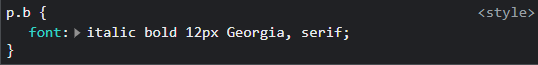 p.b { <style>
font: italic bold 12px Georgia, serif;
}